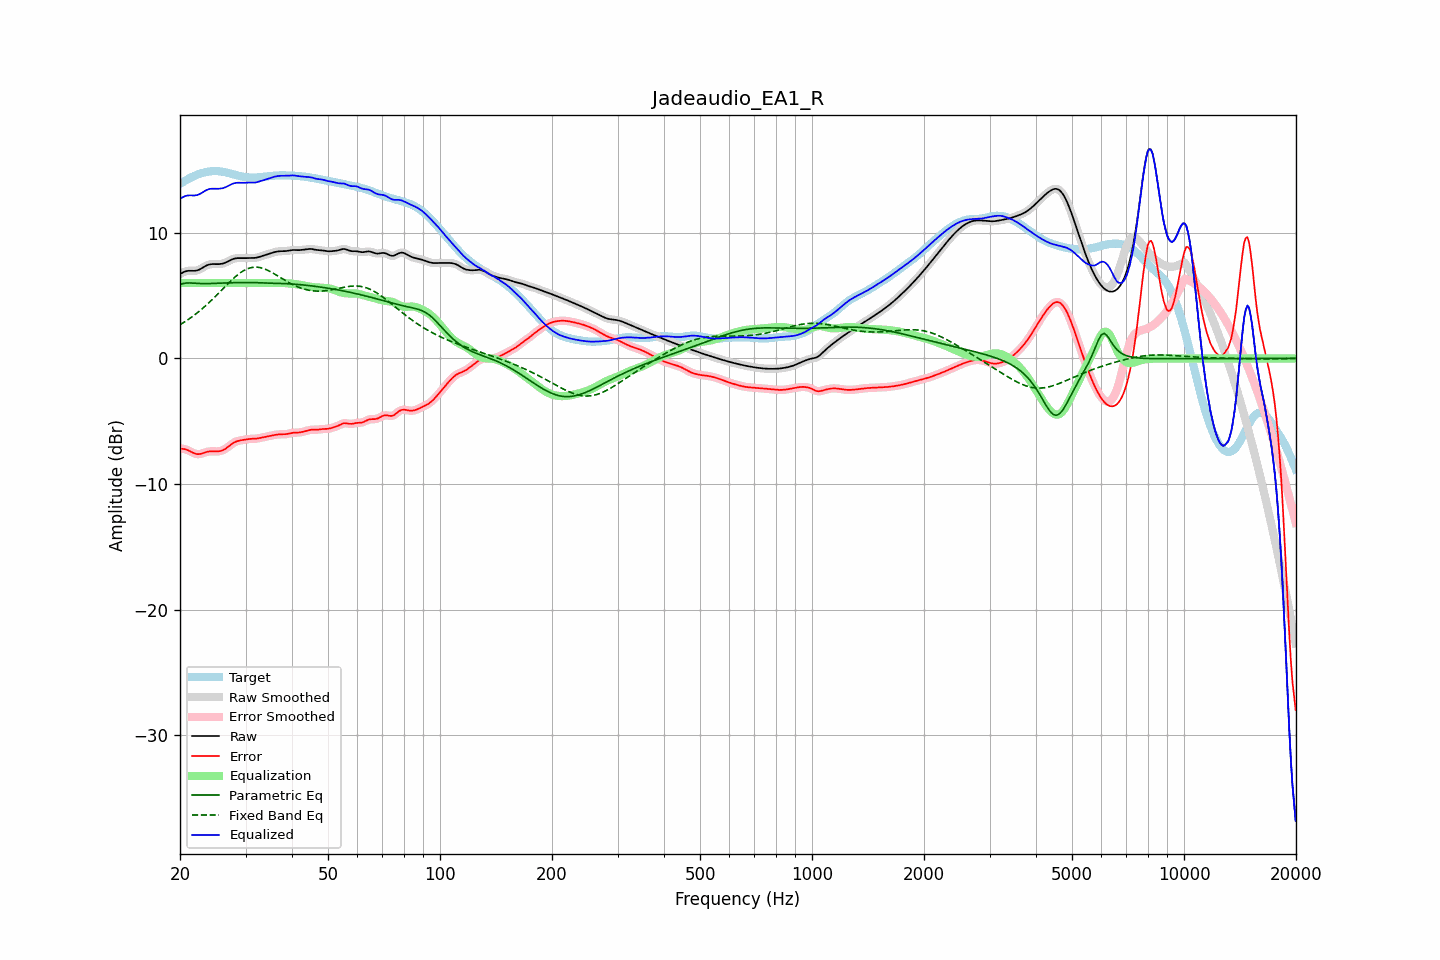 Jadeaudio_EA1_R
10
0
−10
−20
−30
Amplitude (dBr)
Target
Raw Smoothed
Error Smoothed
Raw
Error
Equalization
Parametric Eq
Fixed Band Eq
Equalized
20 50 100 200 500 1000 2000 5000 10000 20000
Frequency (Hz)